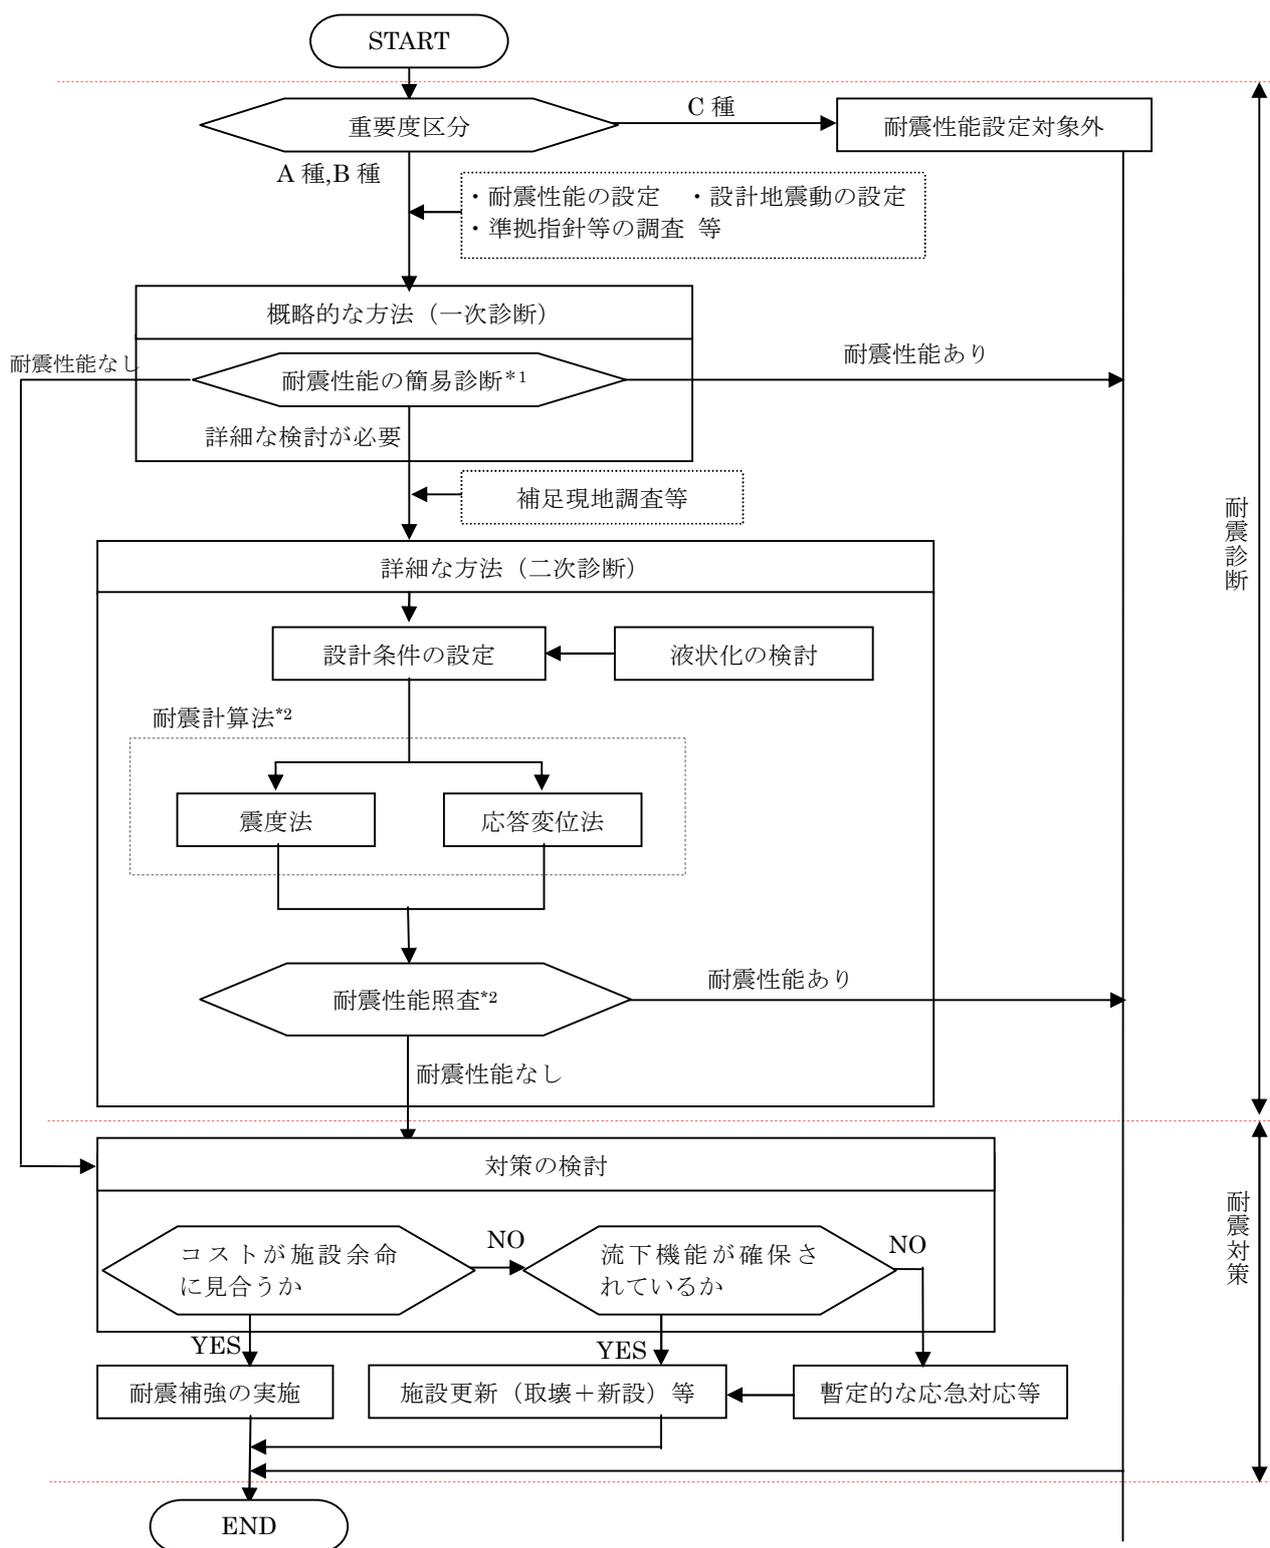 START
重要度区分
C 種
耐震性能設定対象外
A 種,B 種
・耐震性能の設定　・設計地震動の設定
・準拠指針等の調査 等
概略的な方法（一次診断）
耐震性能なし
耐震性能の簡易診断*1
耐震性能あり
詳細な検討が必要
補足現地調査等
耐震診断
詳細な方法（二次診断）
設計条件の設定
液状化の検討
耐震計算法*2
震度法
応答変位法
耐震性能照査*2
耐震性能あり
耐震性能なし
対策の検討
耐震対策
コストが施設余命
に見合うか
NO
流下機能が確保さ
れているか
NO
YES
YES
耐震補強の実施
施設更新（取壊＋新設）等
暫定的な応急対応等
END